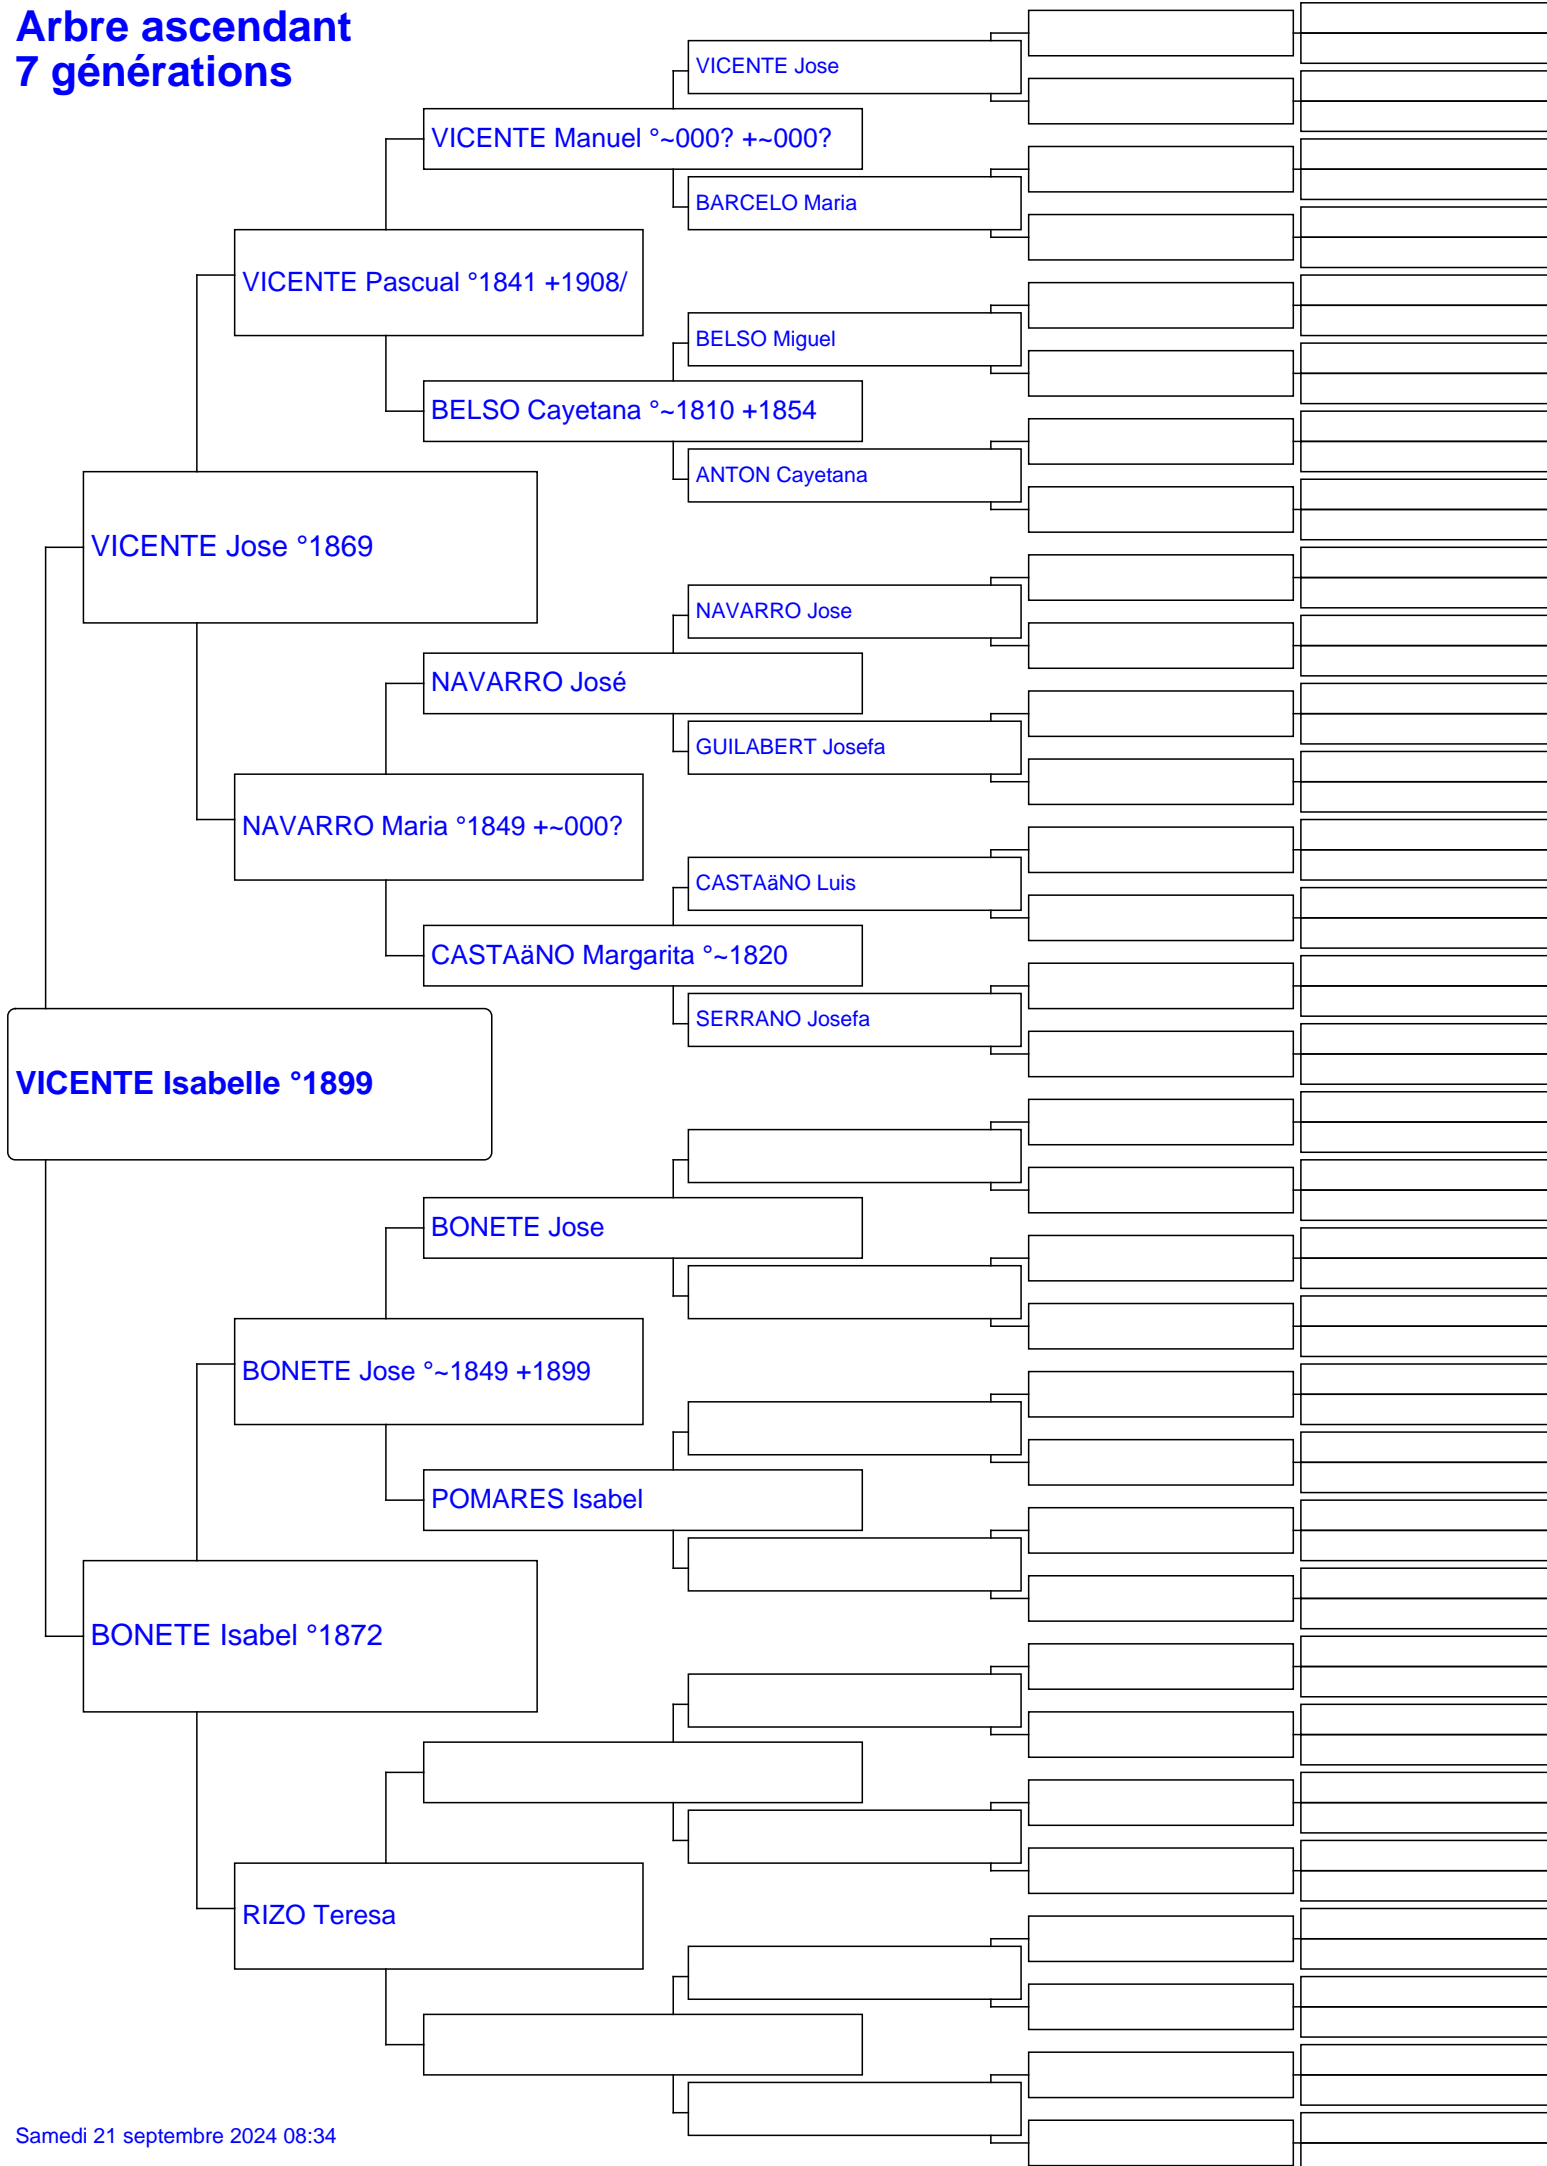 Arbre ascendant
7 générations
VICENTE Jose
VICENTE Manuel °~000? +~000?
BARCELO Maria
VICENTE Pascual °1841 +1908/
BELSO Miguel
BELSO Cayetana °~1810 +1854
ANTON Cayetana
VICENTE Jose °1869
NAVARRO Jose
NAVARRO José
GUILABERT Josefa
NAVARRO Maria °1849 +~000?
CASTAäNO Luis
CASTAäNO Margarita °~1820
SERRANO Josefa
VICENTE Isabelle °1899
BONETE Jose
BONETE Jose °~1849 +1899
POMARES Isabel
BONETE Isabel °1872
RIZO Teresa
Samedi 21 septembre 2024 08:34